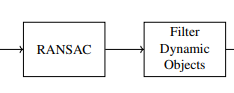 RANSAC
Filter
Dynamic
Objects